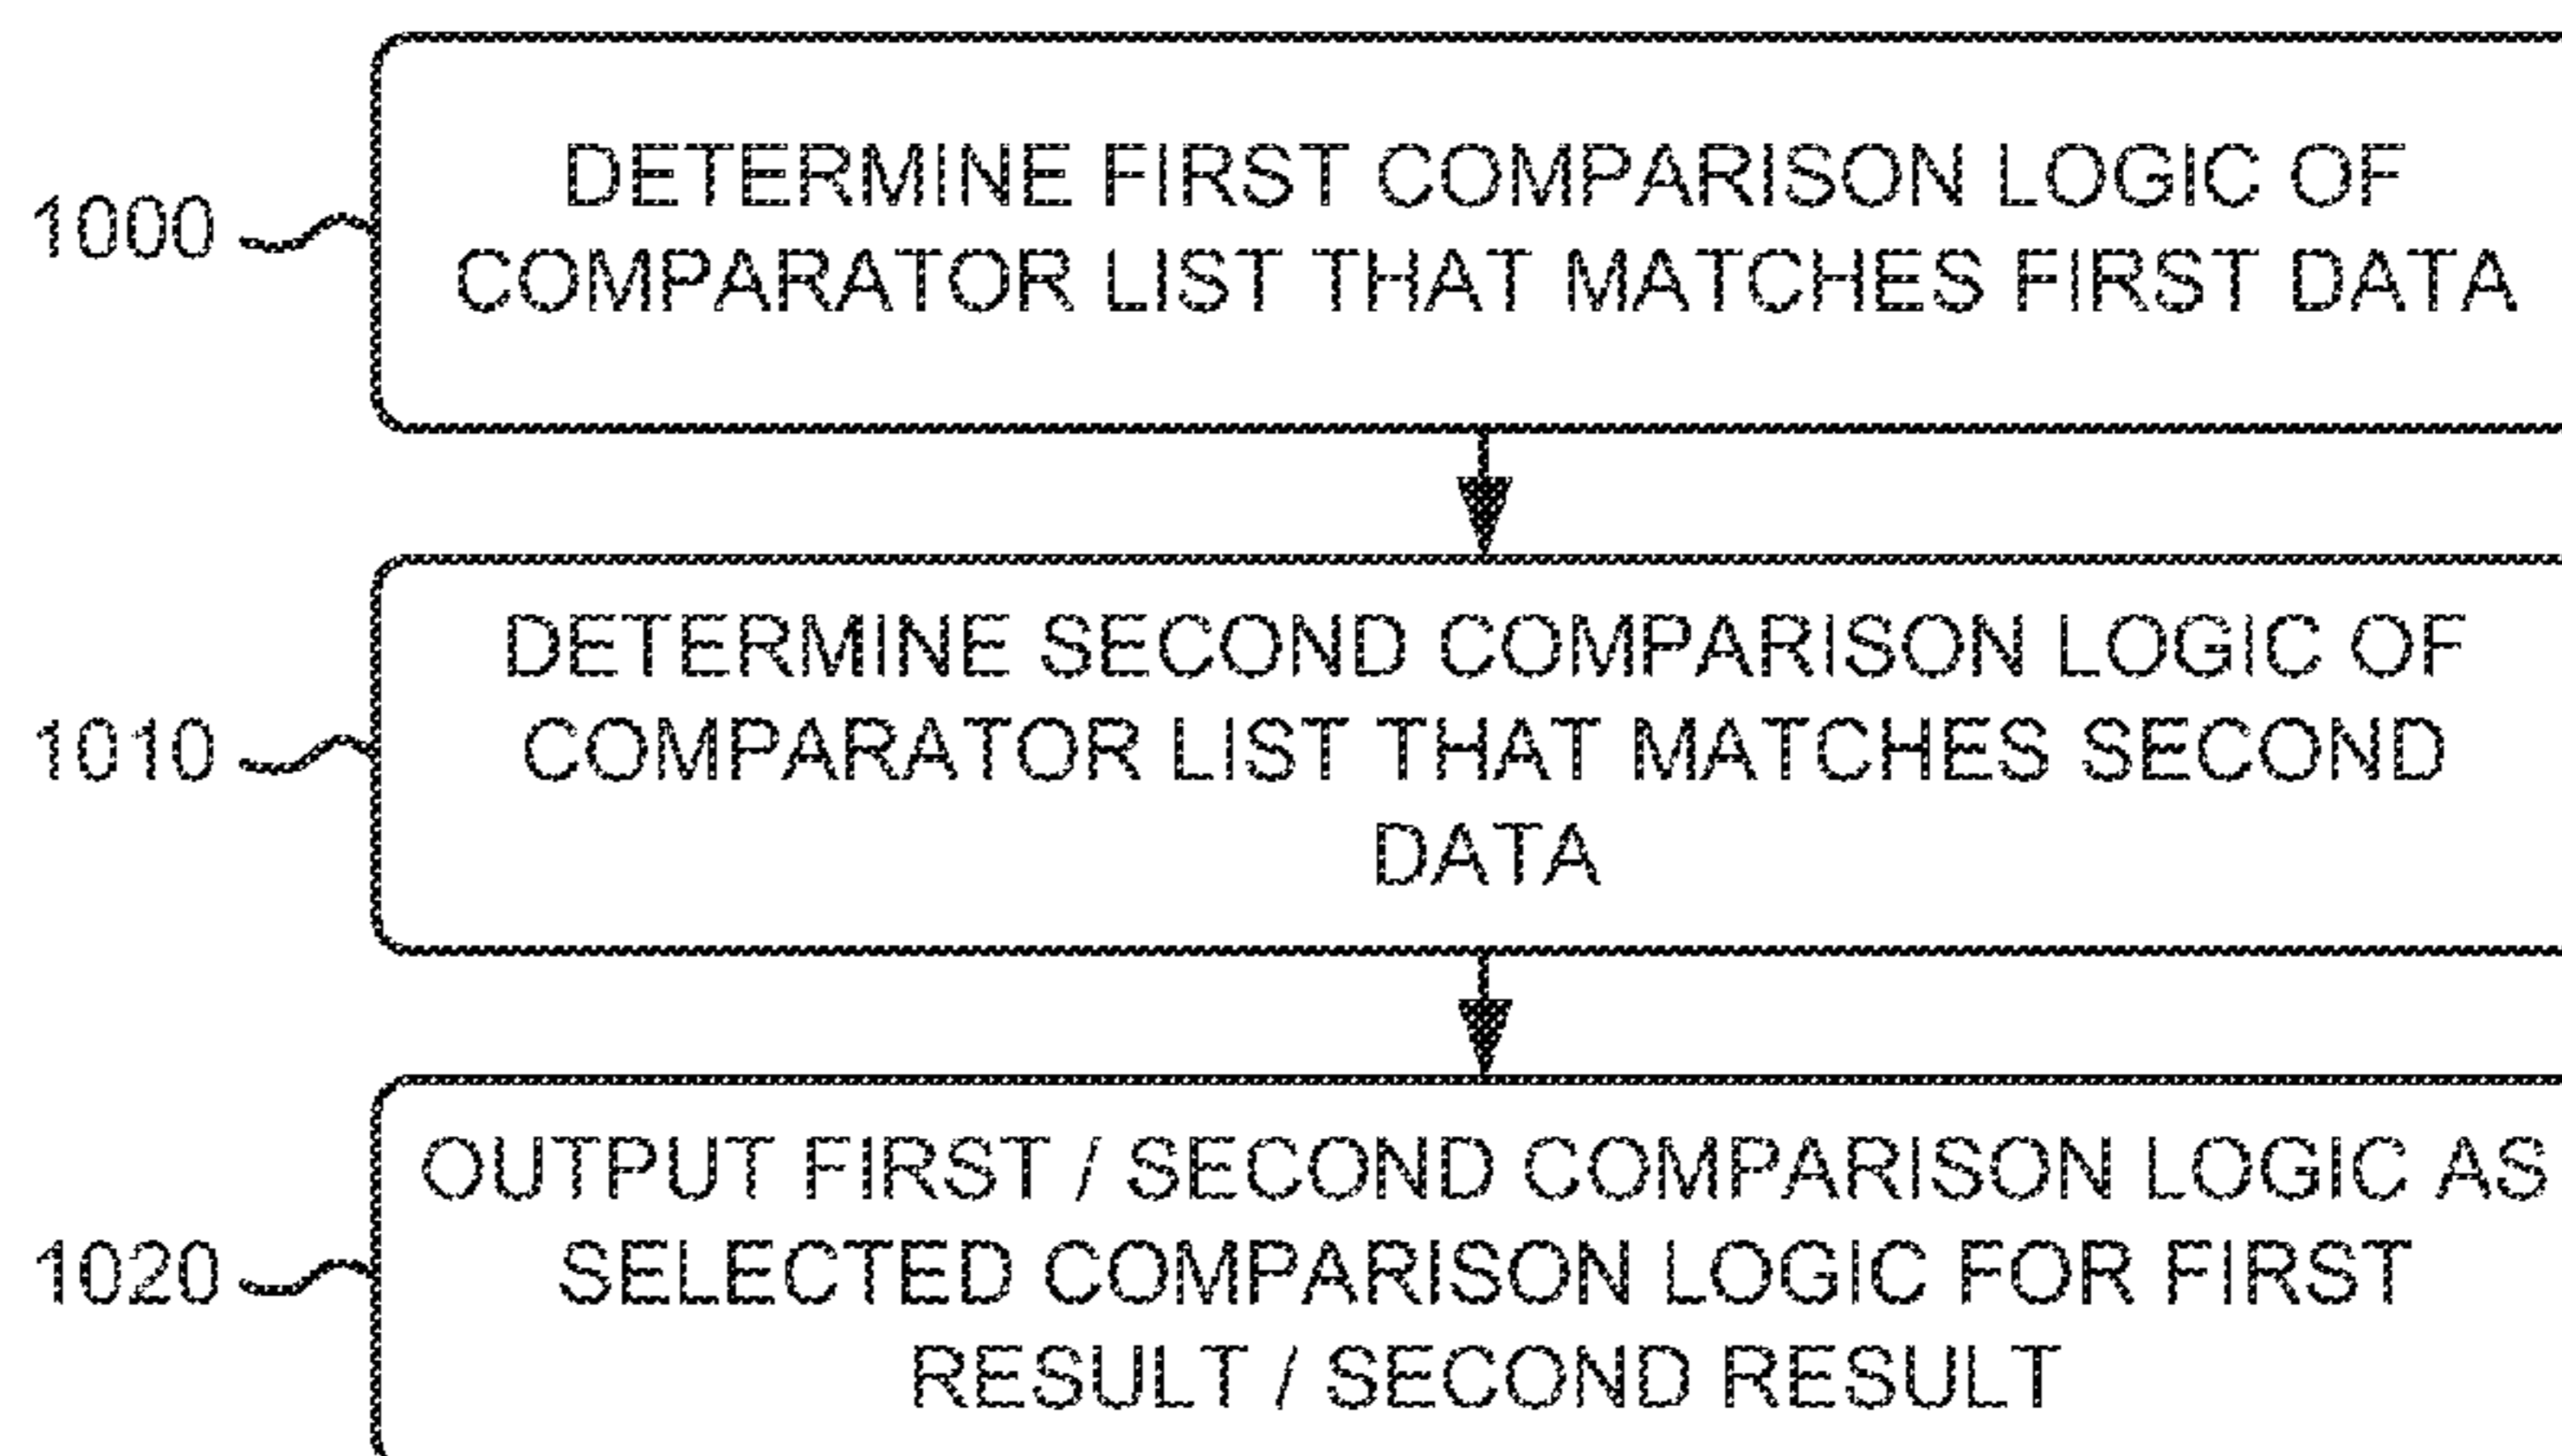 1000
DETERMINE FIRST COMPARISON LOGIC OF
COMPARATOR LIST THAT MATCHES FIRST DATA
1010
DETERMINE SECOND COMPARISON LOGIC OF
COMPARATOR LIST THAT MATCHES SECOND
DATA
1020
OUTPUT FIRST / SECOND COMPARISON LOGIC AS
SELECTED COMPARISON LOGIC FOR FIRST
RESULT / SECOND RESULT